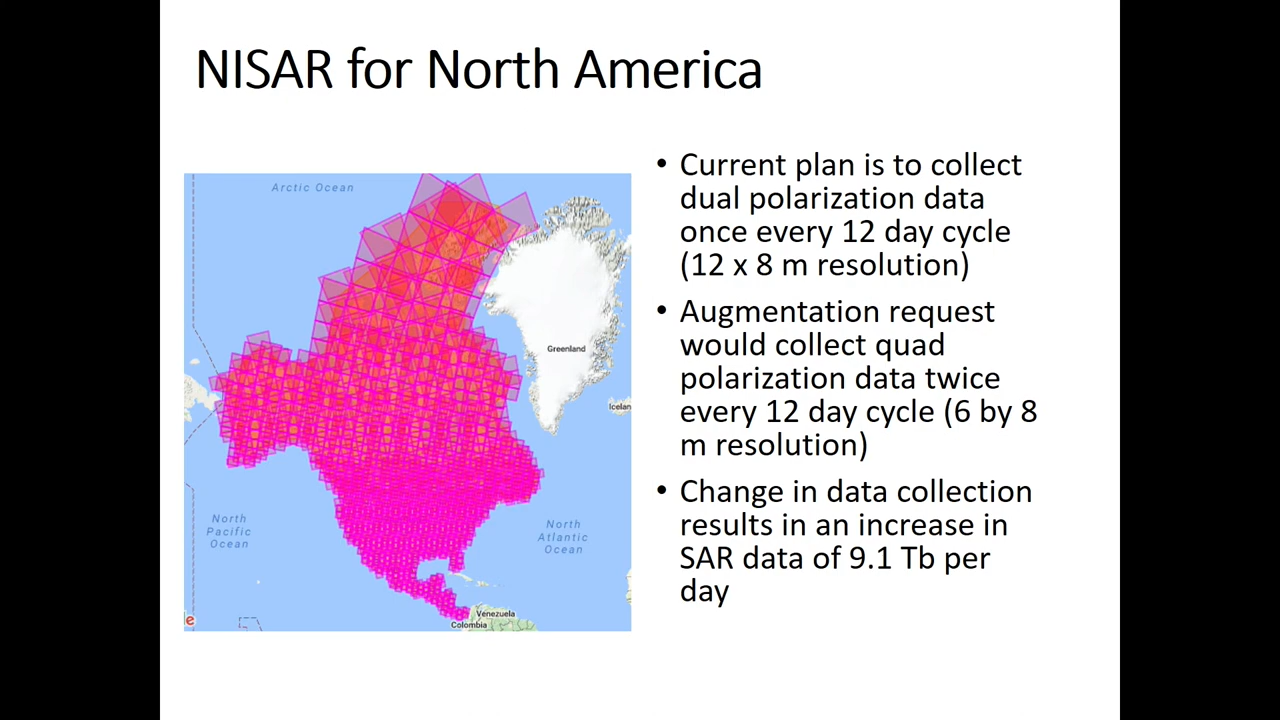 NISAR for North America
Arctic Ocean
Greenland
Icelan
North
Pacific
Ocean
North
Atlantic
Ocean
Venezuela
Colombia
le
• Current plan is to collect
dual polarization data
once every 12 day cycle
(12 x 8 m resolution)
• Augmentation request
would collect quad
polarization data twice
every 12 day cycle (6 by 8
m resolution)
• Change in data collection
results in an increase in
SAR data of 9.1 Tb per
day